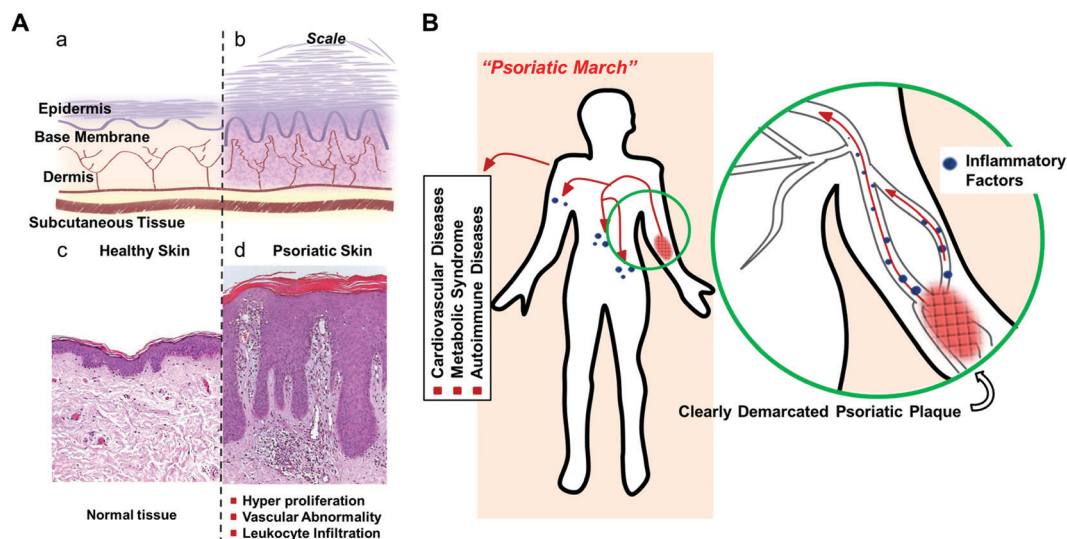 A
a
b
Scale
Epidermis
Base Membrane
Dermis
Subcutaneous Tissue
c
Healthy Skin
d
Psoriatic Skin
Normal tissue
Hyper proliferation
Vascular Abnormality
Leukocyte Infiltration
B
“Psoriatic March”
Cardiovascular Diseases
Metabolic Syndrome
Autoimmune Diseases
Inflammatory
Factors
Clearly Demarcated Psoriatic Plaque